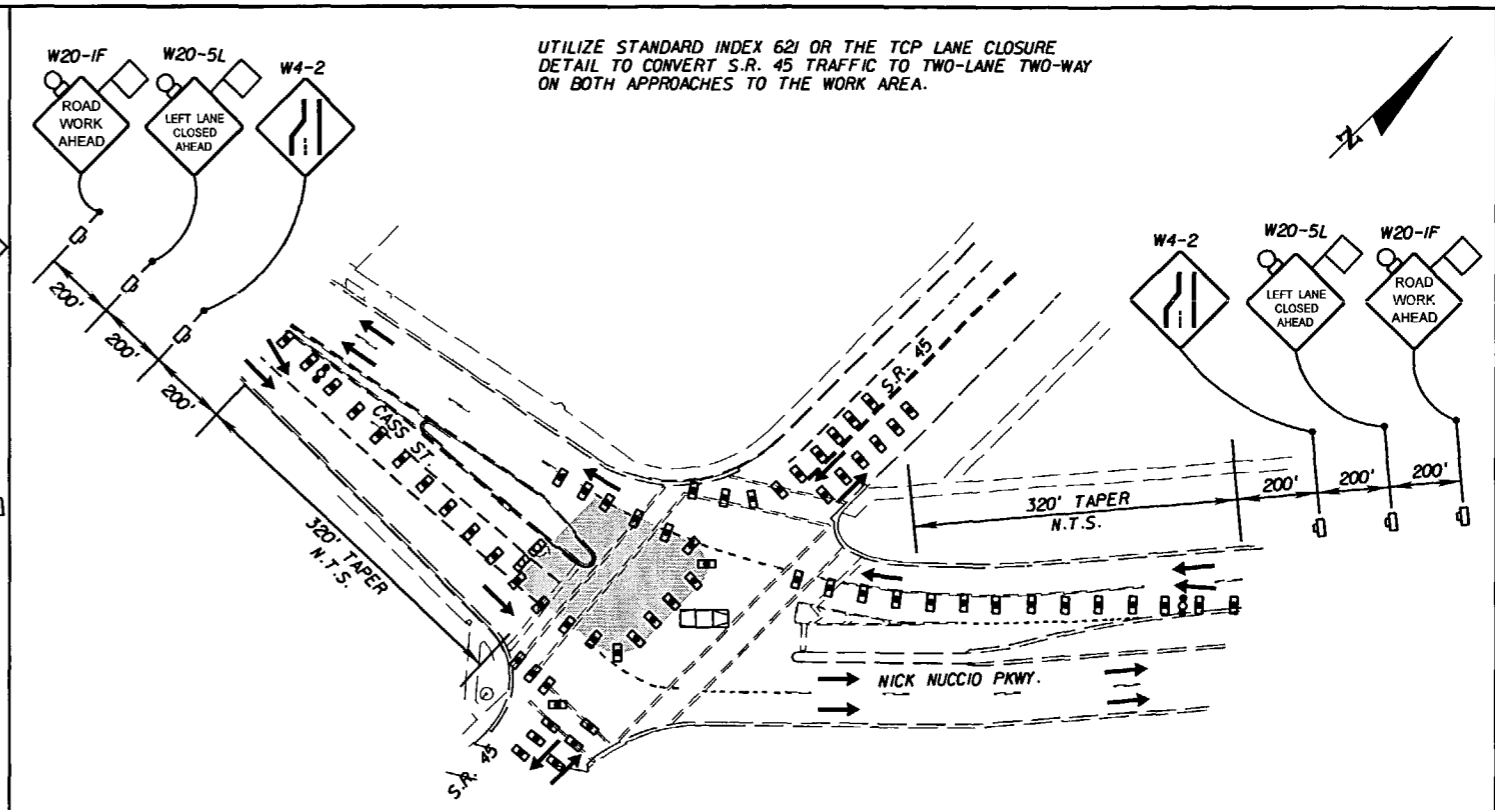 UTILIZE STANDARD INDEX 621 OR THE TCP LANE CLOSURE
DETAIL TO CONVERT S.R. 45 TRAFFIC TO TWO-LANE TWO-WAY
ON BOTH APPROACHES TO THE WORK AREA.
W20-1F
W20-5L
W4-2
ROAD
WORK
AHEAD
LEFT LANE
CLOSED
AHEAD
Z
W4-2
W20-5L
W20-1F
LEFT LANE
CLOSED
AHEAD
ROAD
WORK
AHEAD
200'
200'
200'
S.R. 45
CASS ST
320' TAPER
N.T.S.
320' TAPER
N.T.S.
200'
200'
200'
NICK NUCCIO PKWY.
S.R. 45